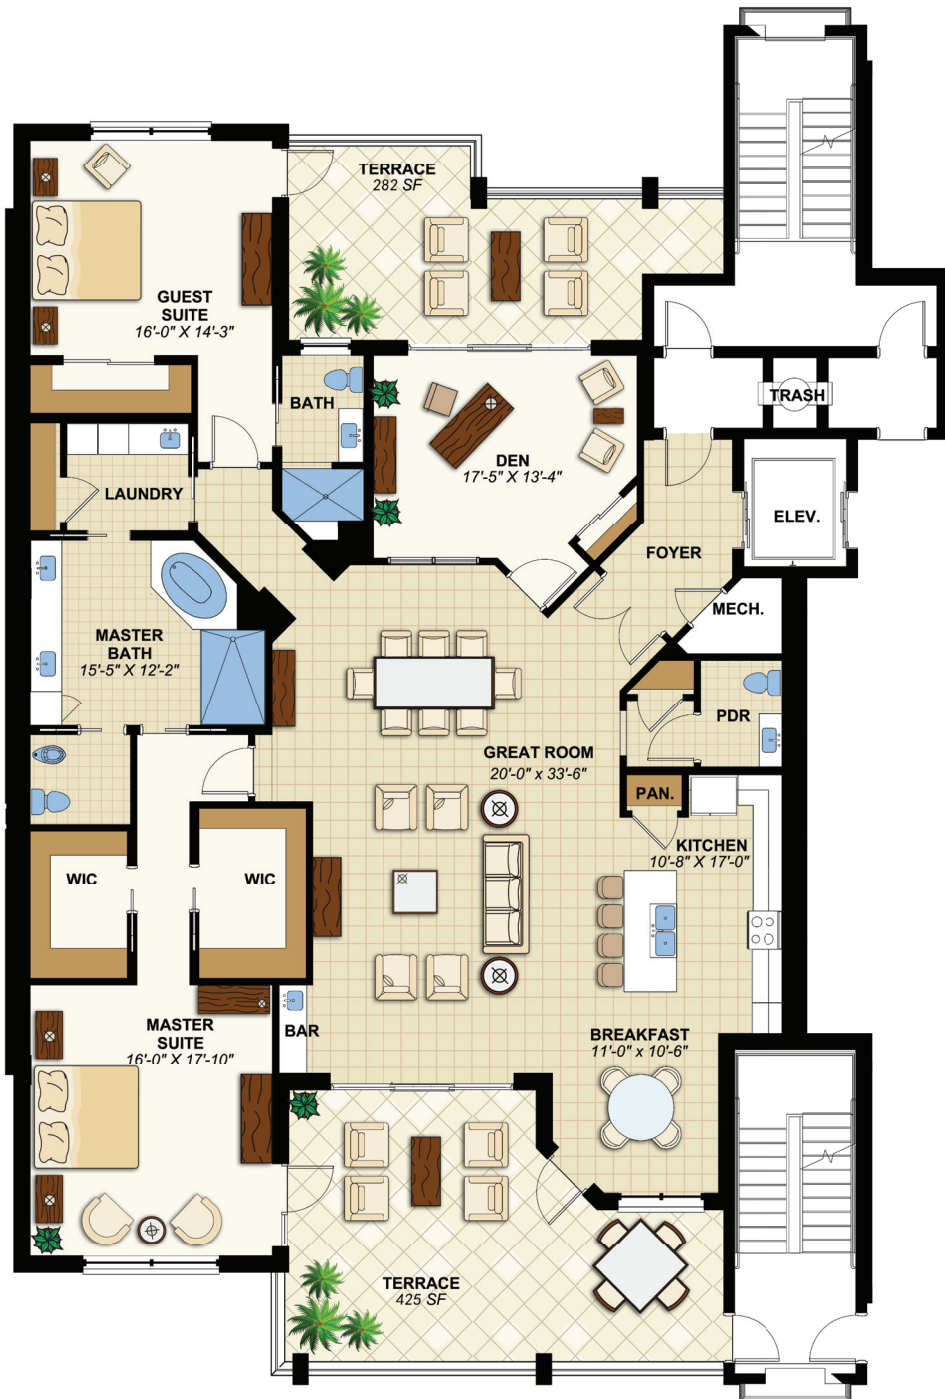 TERRACE
282 SF
GUEST
SUITE
16'-0" X 14'-3"
BATH
TRASH
DEN
17'-5" X 13'-4"
LAUNDRY
ELEV.
FOYER
MECH.
MASTER
BATH
15'-5" X 12'-2"
PDR
GREAT ROOM
20'-0" x 33'-6"
PAN.
KITCHEN
10'-8" X 17'-0"
WIC
WIC
BAR
MASTER
SUITE
16'-0" X 17'-10"
BREAKFAST
11'-0" x 10'-6"
TERRACE
425 SF